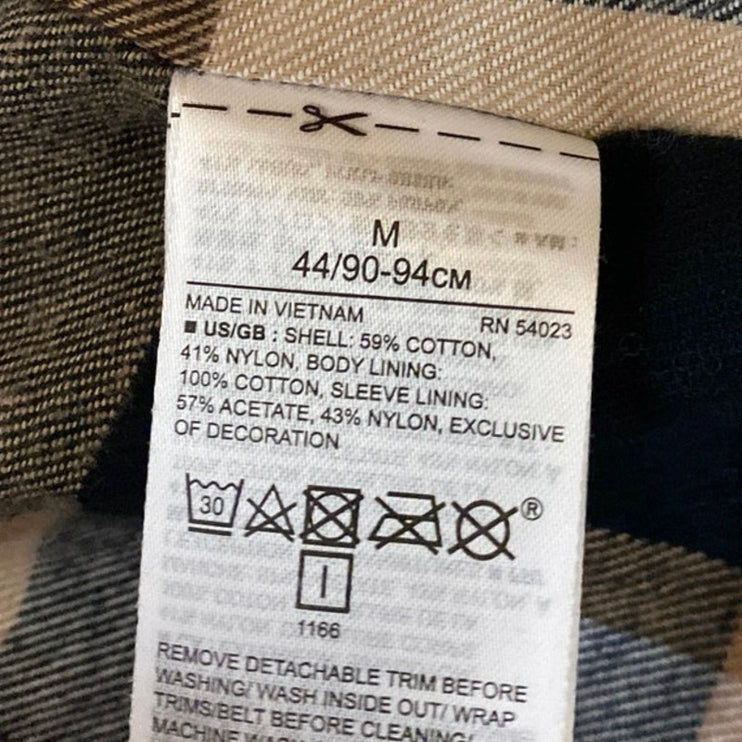 M
44/90-94CM
MADE IN VIETNAM RN 54023
■ US/GB : SHELL: 59% COTTON,
41% NYLON, BODY LINING:
100% COTTON, SLEEVE LINING:
57% ACETATE, 43% NYLON, EXCLUSIVE
OF DECORATION
30
®
1166
REMOVE DETACHABLE TRIM BEFORE
WASHING/ WASH INSIDE OUT/ WRAP
TRIMS/BELT BEFORE CLEANING/
MACHINE